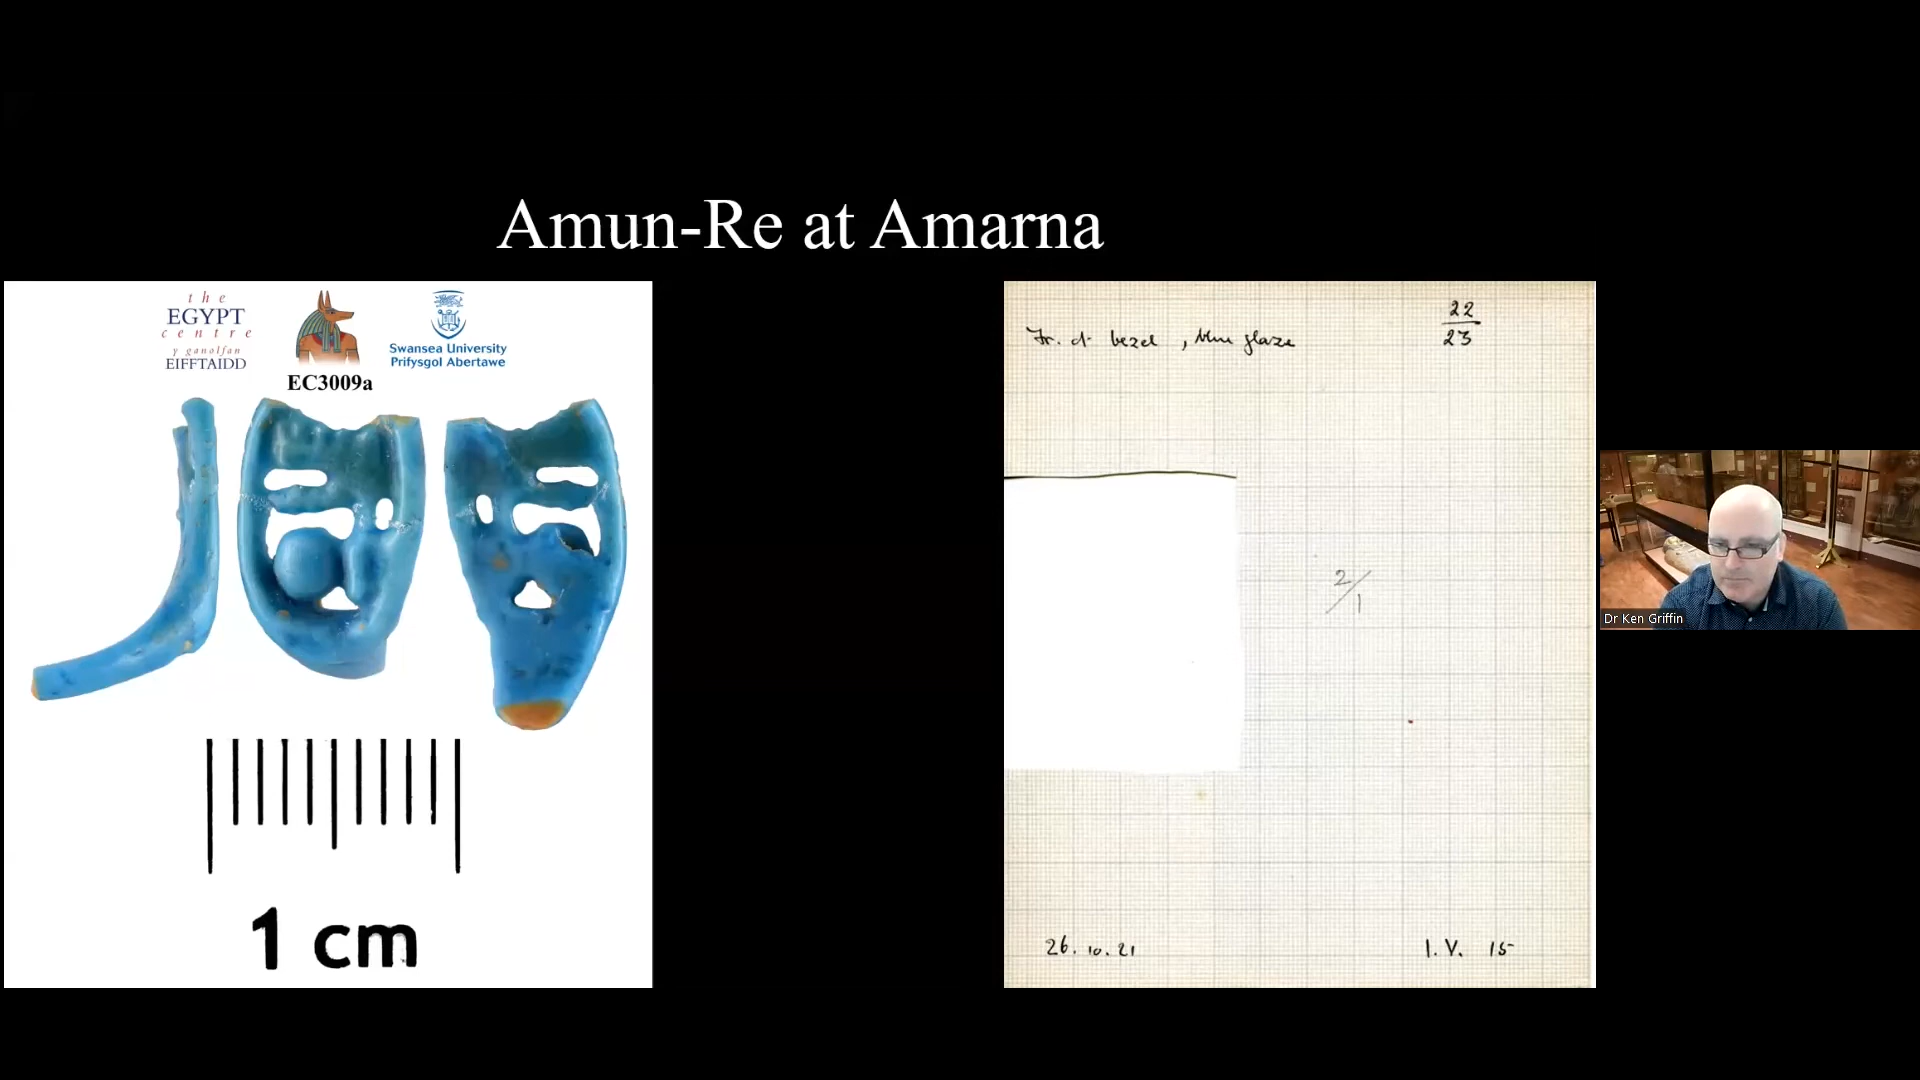 Amun-Re at Amarna
the
EGYPT
centre
y ganolfan
EIFFTAIDD
Swansea University
Prifysgol Abertawe
EC3009a
1 cm
Fr. of bezel, blue glaze
22
23
2/1
26.10.21
I.V. 15
Dr Ken Griffin